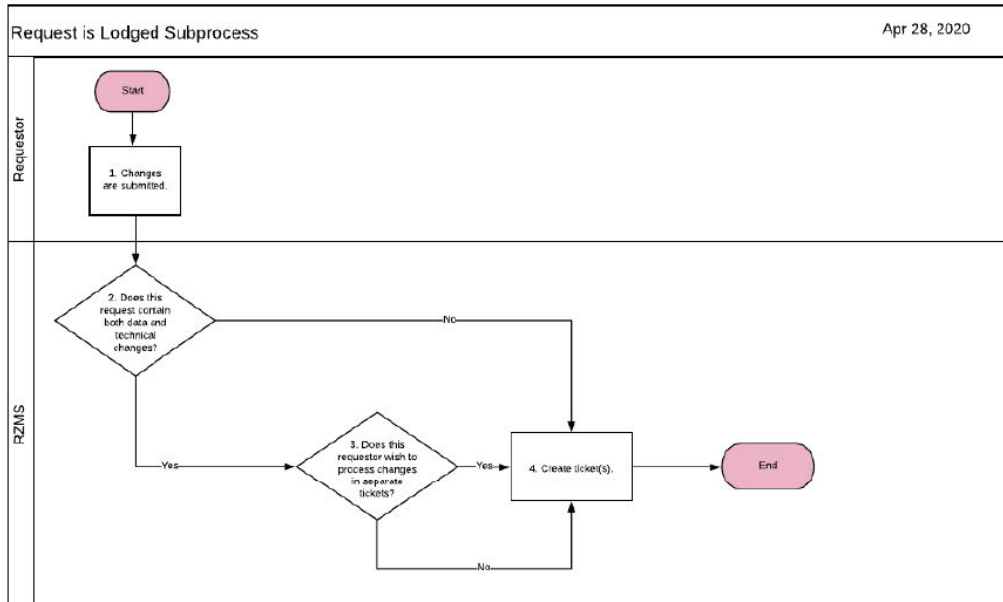 Request is Lodged Subprocess
Apr 28, 2020
Requestor
Start
1. Changes
are submitted.
RZMS
2. Does this
request contain
both data and
technical
changes?
No
Yes
3. Does this
requestor wish to
process changes
in separate
tickets?
Yes
No
4. Create ticket(s).
End